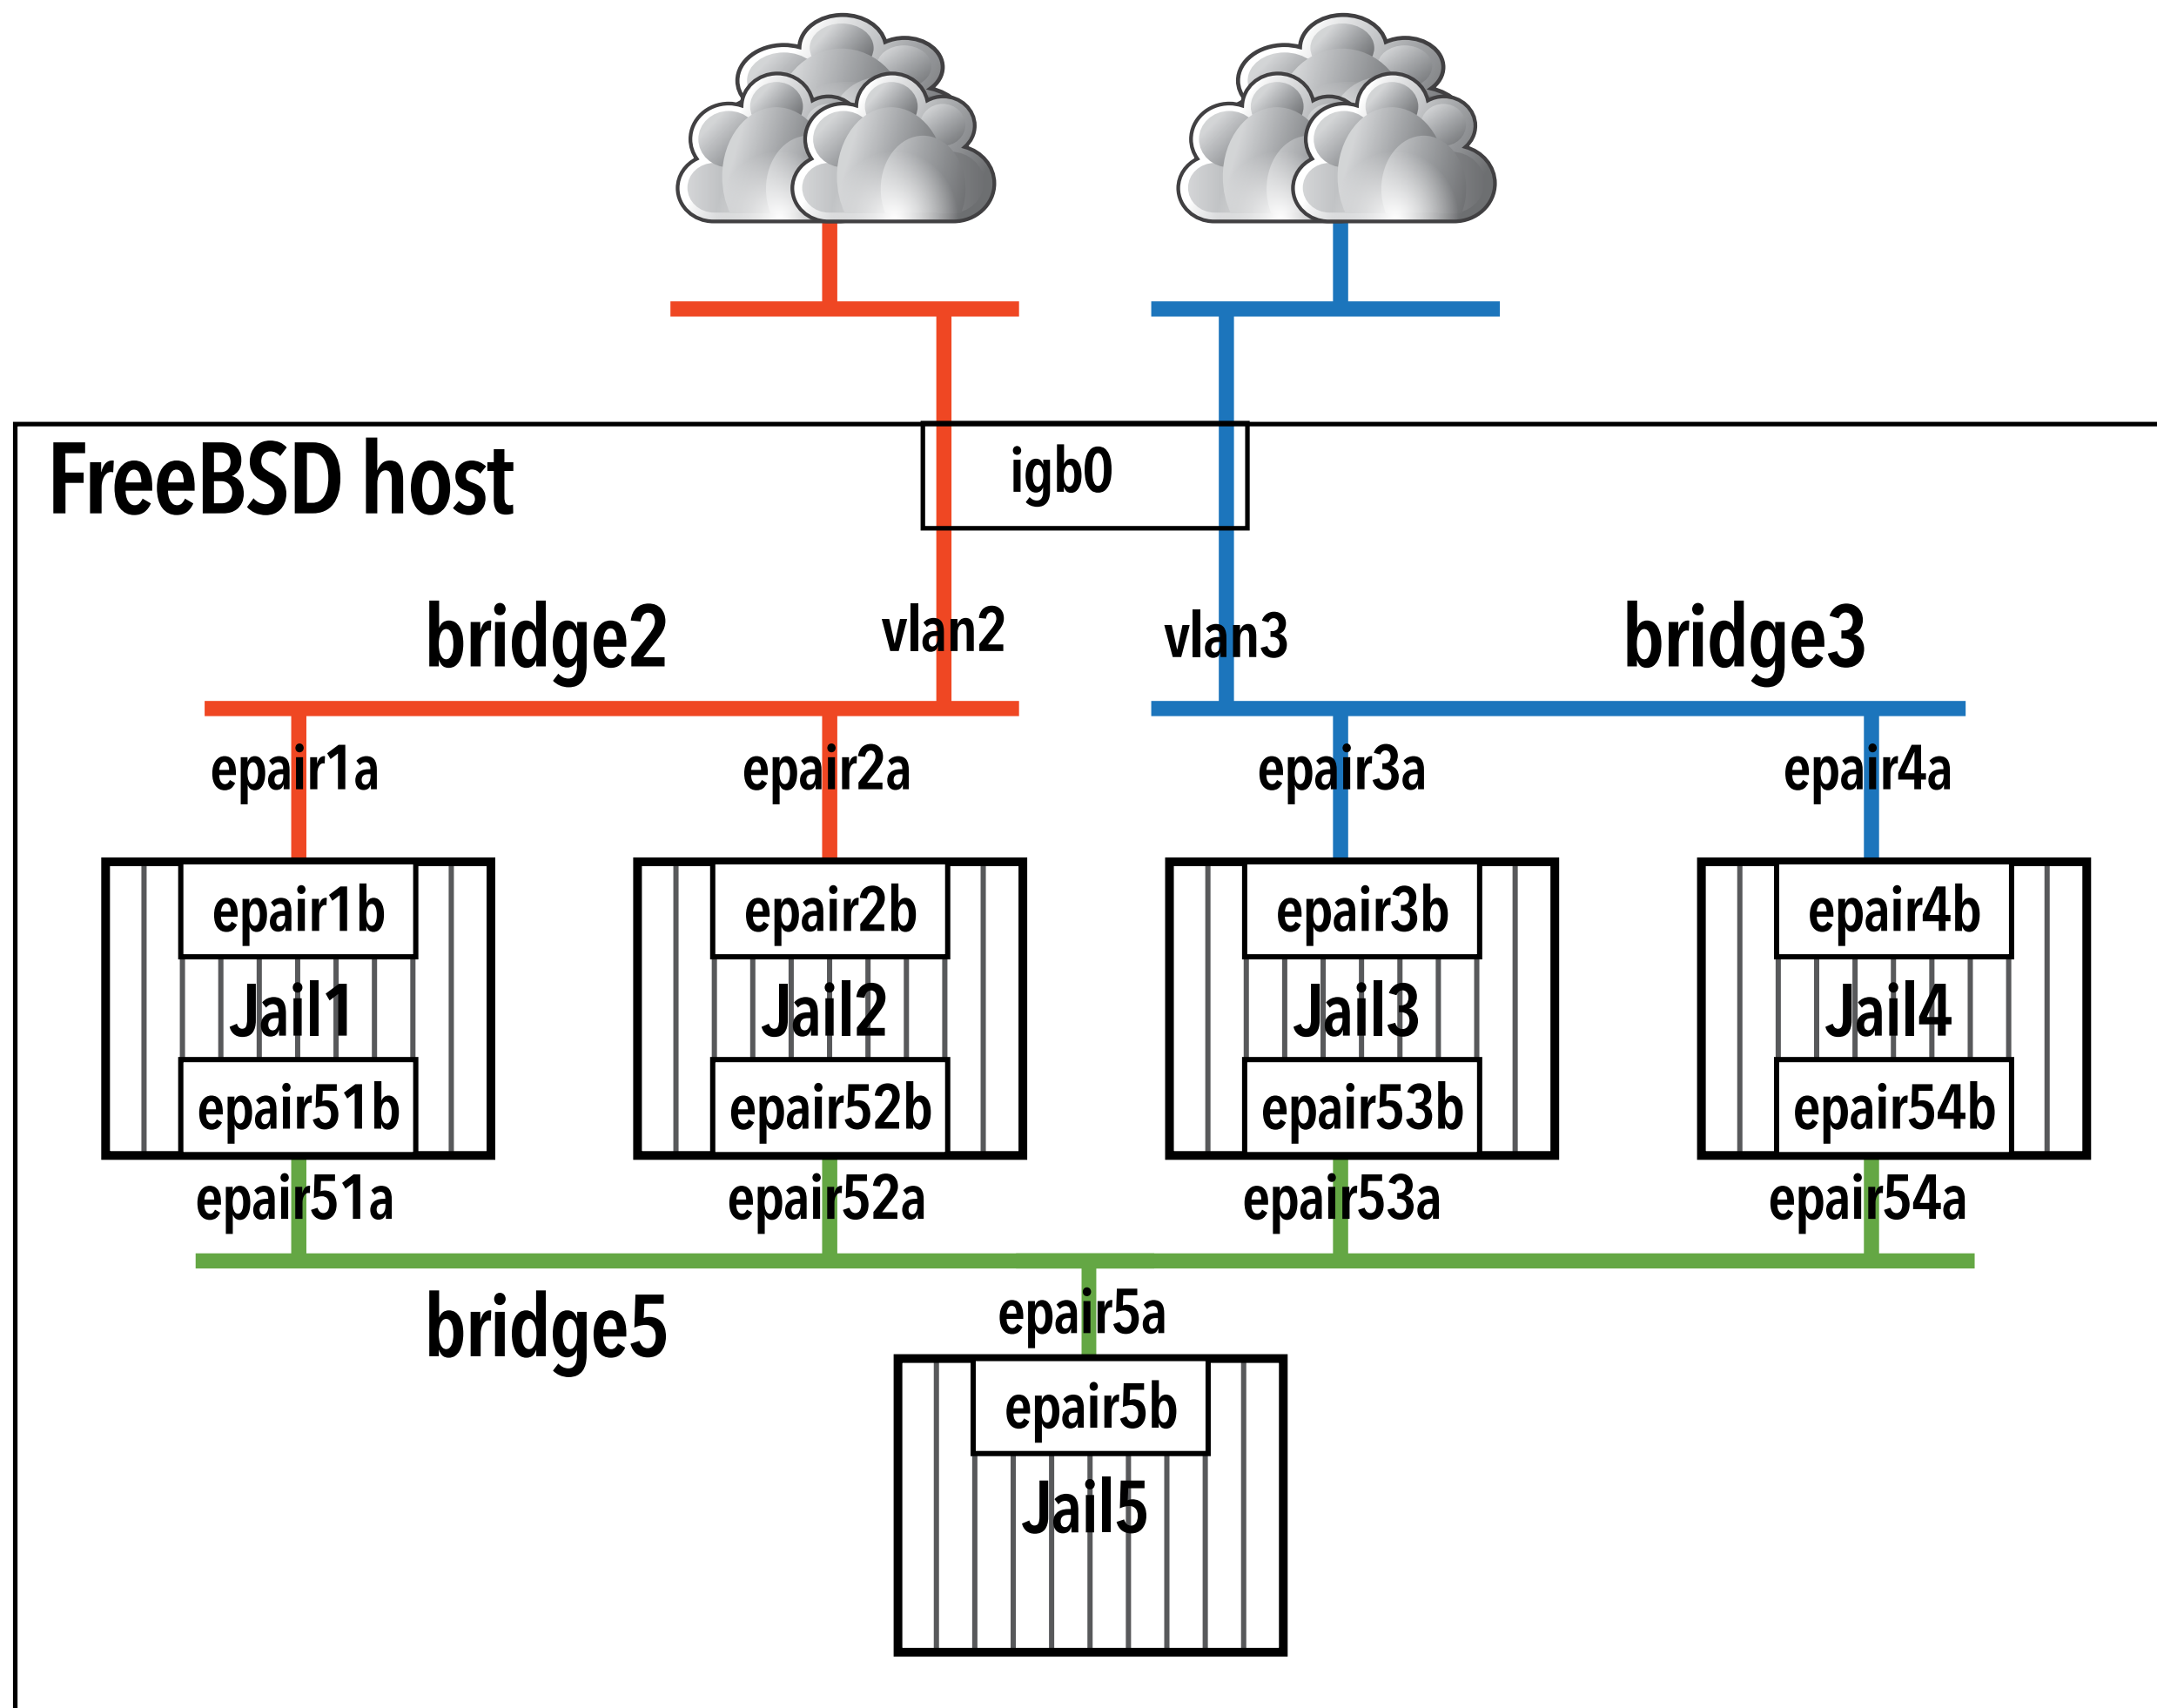 igb0
FreeBSD host
bridge2
vlan2
vlan3
bridge3
epair1a
epair2a
epair3a
epair4a
epair1b
epair2b
epair3b
epair4b
Jail1
Jail2
Jail3
Jail4
epair51b
epair52b
epair53b
epair54b
epair51a
epair52a
epair53a
epair54a
bridge5
epair5a
epair5b
Jail5